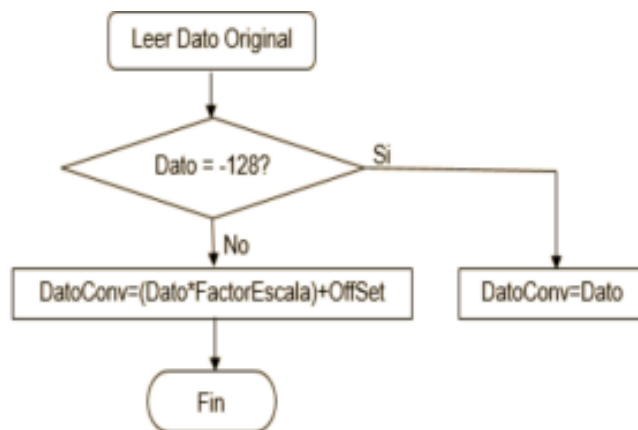 Leer Dato Original
Dato = -128?
Si
No
DatoConv=(Dato*FactorEscala)+OffSet
DatoConv=Dato
Fin